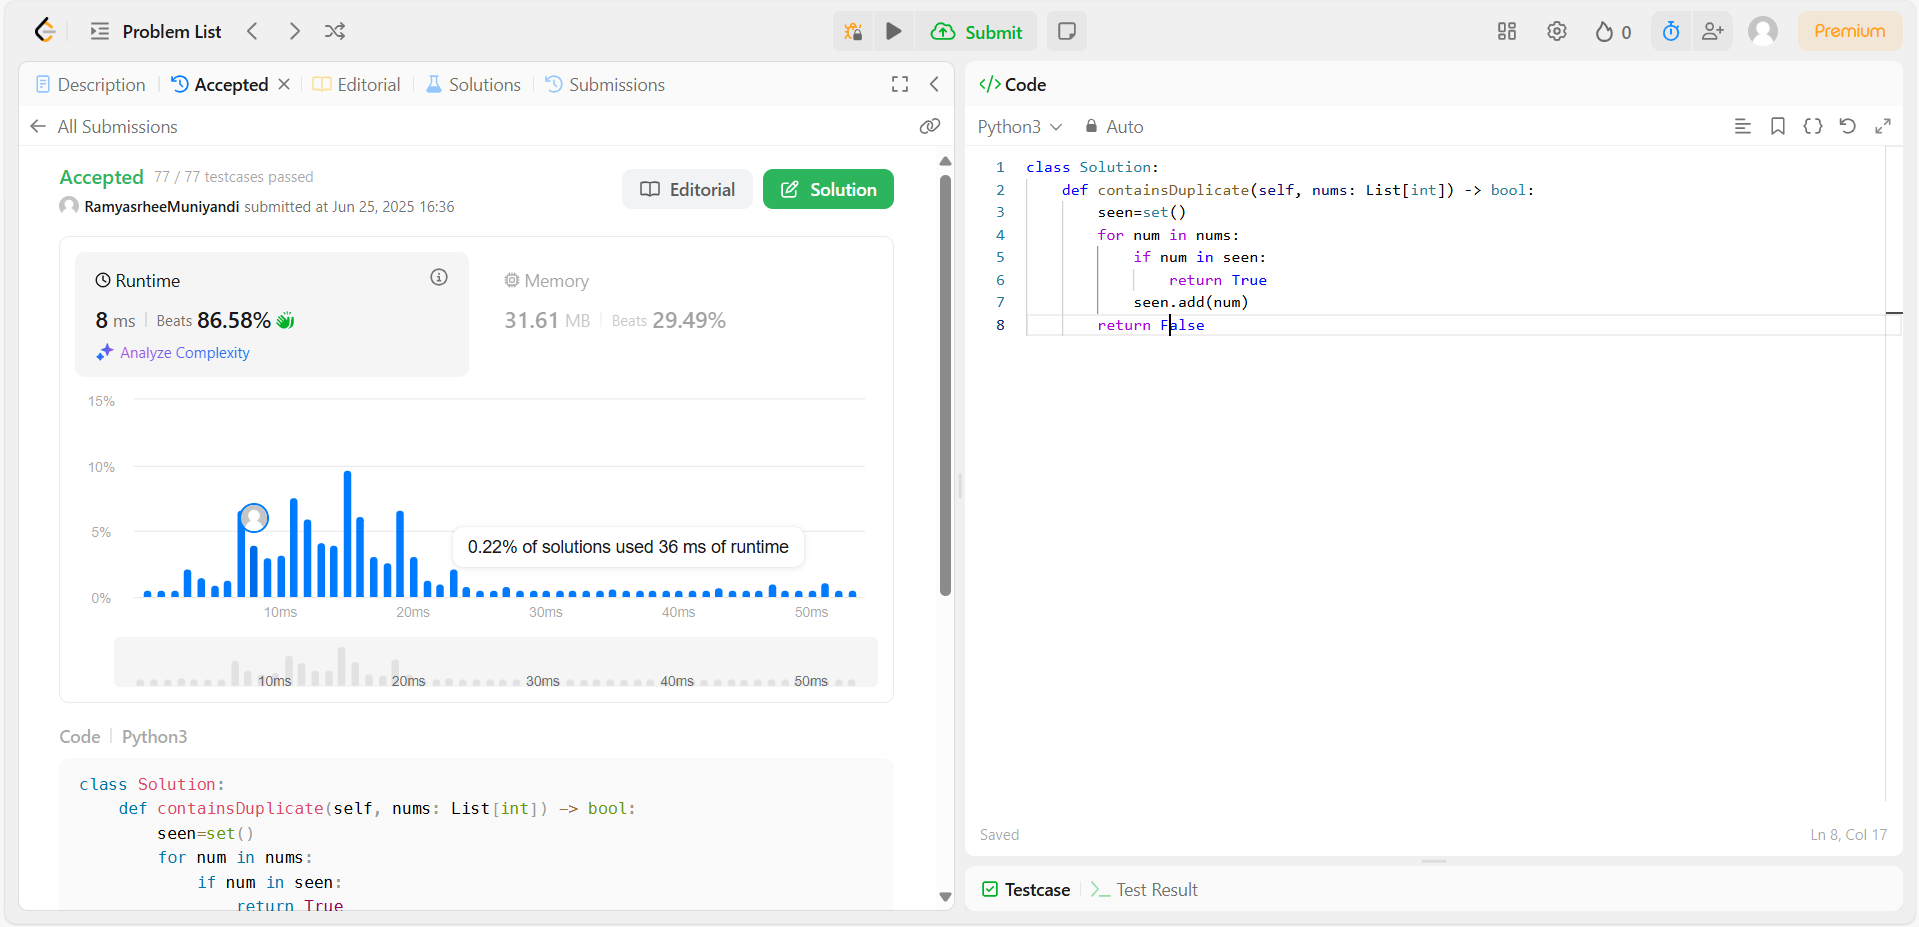 Problem List
Submit
0
Premium
Description
Accepted
Editorial
Solutions
Submissions
All Submissions
Accepted 77 / 77 testcases passed
RamyasrheeMuniyandi submitted at Jun 25, 2025 16:36
Editorial
Solution
Runtime
8 ms Beats 86.58%
Analyze Complexity
Memory
31.61 MB Beats 29.49%
15%
10%
5%
0%
0.22% of solutions used 36 ms of runtime
10ms 20ms 30ms 40ms 50ms
10ms 20ms 30ms 40ms 50ms
Code Python3
class Solution:
    def containsDuplicate(self, nums: List[int]) -> bool:
        seen=set()
        for num in nums:
            if num in seen:
                return True
</> Code
Python3 Auto
1 class Solution:
2     def containsDuplicate(self, nums: List[int]) -> bool:
3         seen=set()
4         for num in nums:
5             if num in seen:
6                 return True
7             seen.add(num)
8         return False
Saved
Ln 8, Col 17
Testcase
Test Result